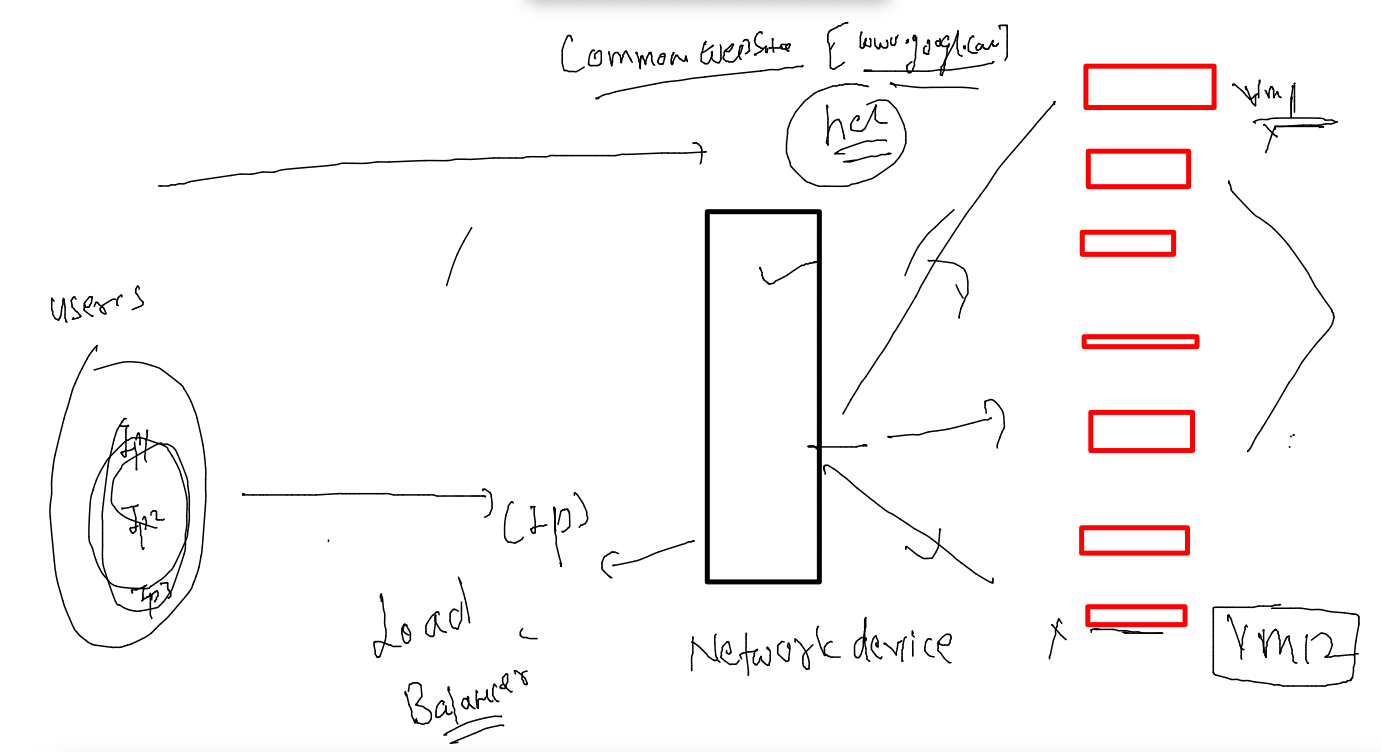 Common website [www.googl.com]
hcl
Vm1
users
Ip1
Ip2
Ip3
(Ip)
Load
Balancer
Network device
VM12